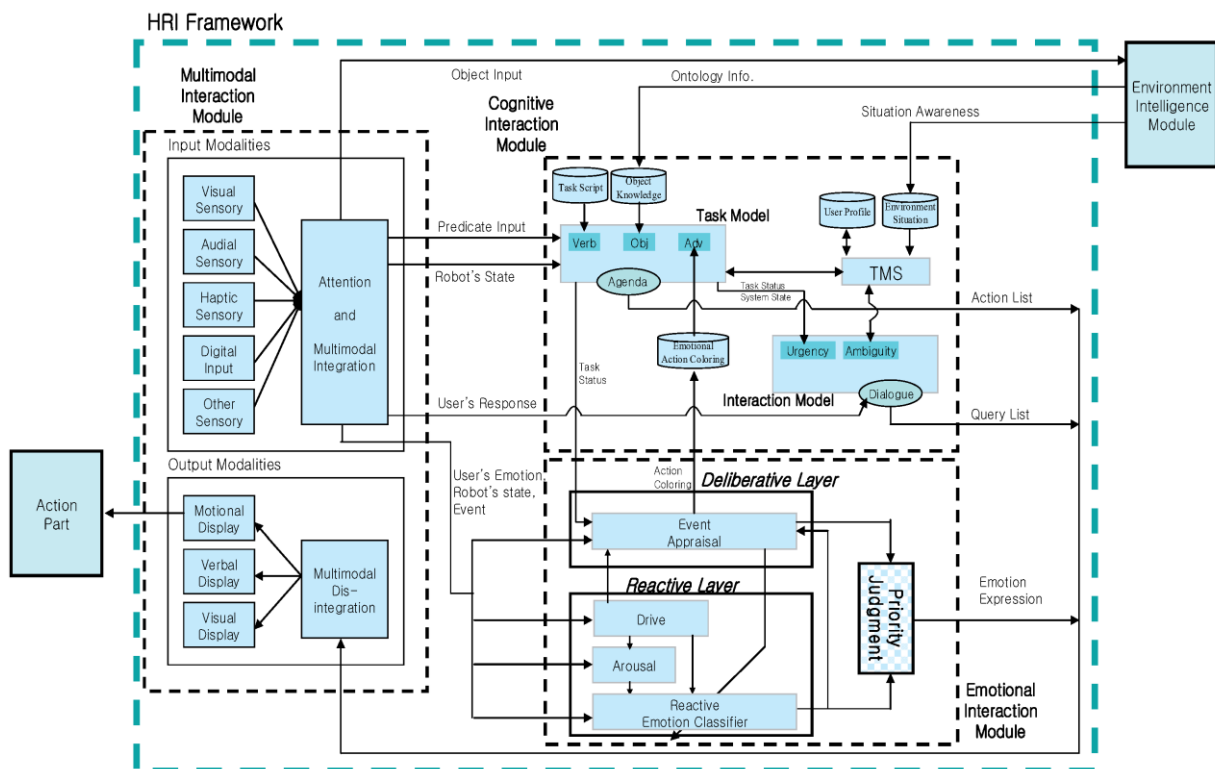 HRI Framework
Multimodal
Interaction
Module
Object Input
Ontology Info.
Cognitive
Interaction
Module
Situation Awareness
Environment
Intelligence
Module
Input Modalities
Visual
Sensory
Audial
Sensory
Haptic
Sensory
Digital
Input
Other
Sensory
Attention
and
Multimodal
Integration
Predicate Input
Robot's State
User's Response
Task Script
Object
Knowledge
Task Model
Verb
Obj
Adv
Agenda
User Profile
Environment
Situation
TMS
Task Status
System State
Action List
Emotional
Action Coloring
Urgency
Ambiguity
Dialogue
Interaction Model
Query List
Task
Status
Output Modalities
Action
Part
Motional
Display
Verbal
Display
Visual
Display
Multimodal
Dis-
integration
User's Emotion,
Robot's state,
Event
Action
Coloring
Deliberative Layer
Event
Appraisal
Reactive Layer
Drive
Arousal
Reactive
Emotion Classifier
Priority
Judgment
Emotion
Expression
Emotional
Interaction
Module